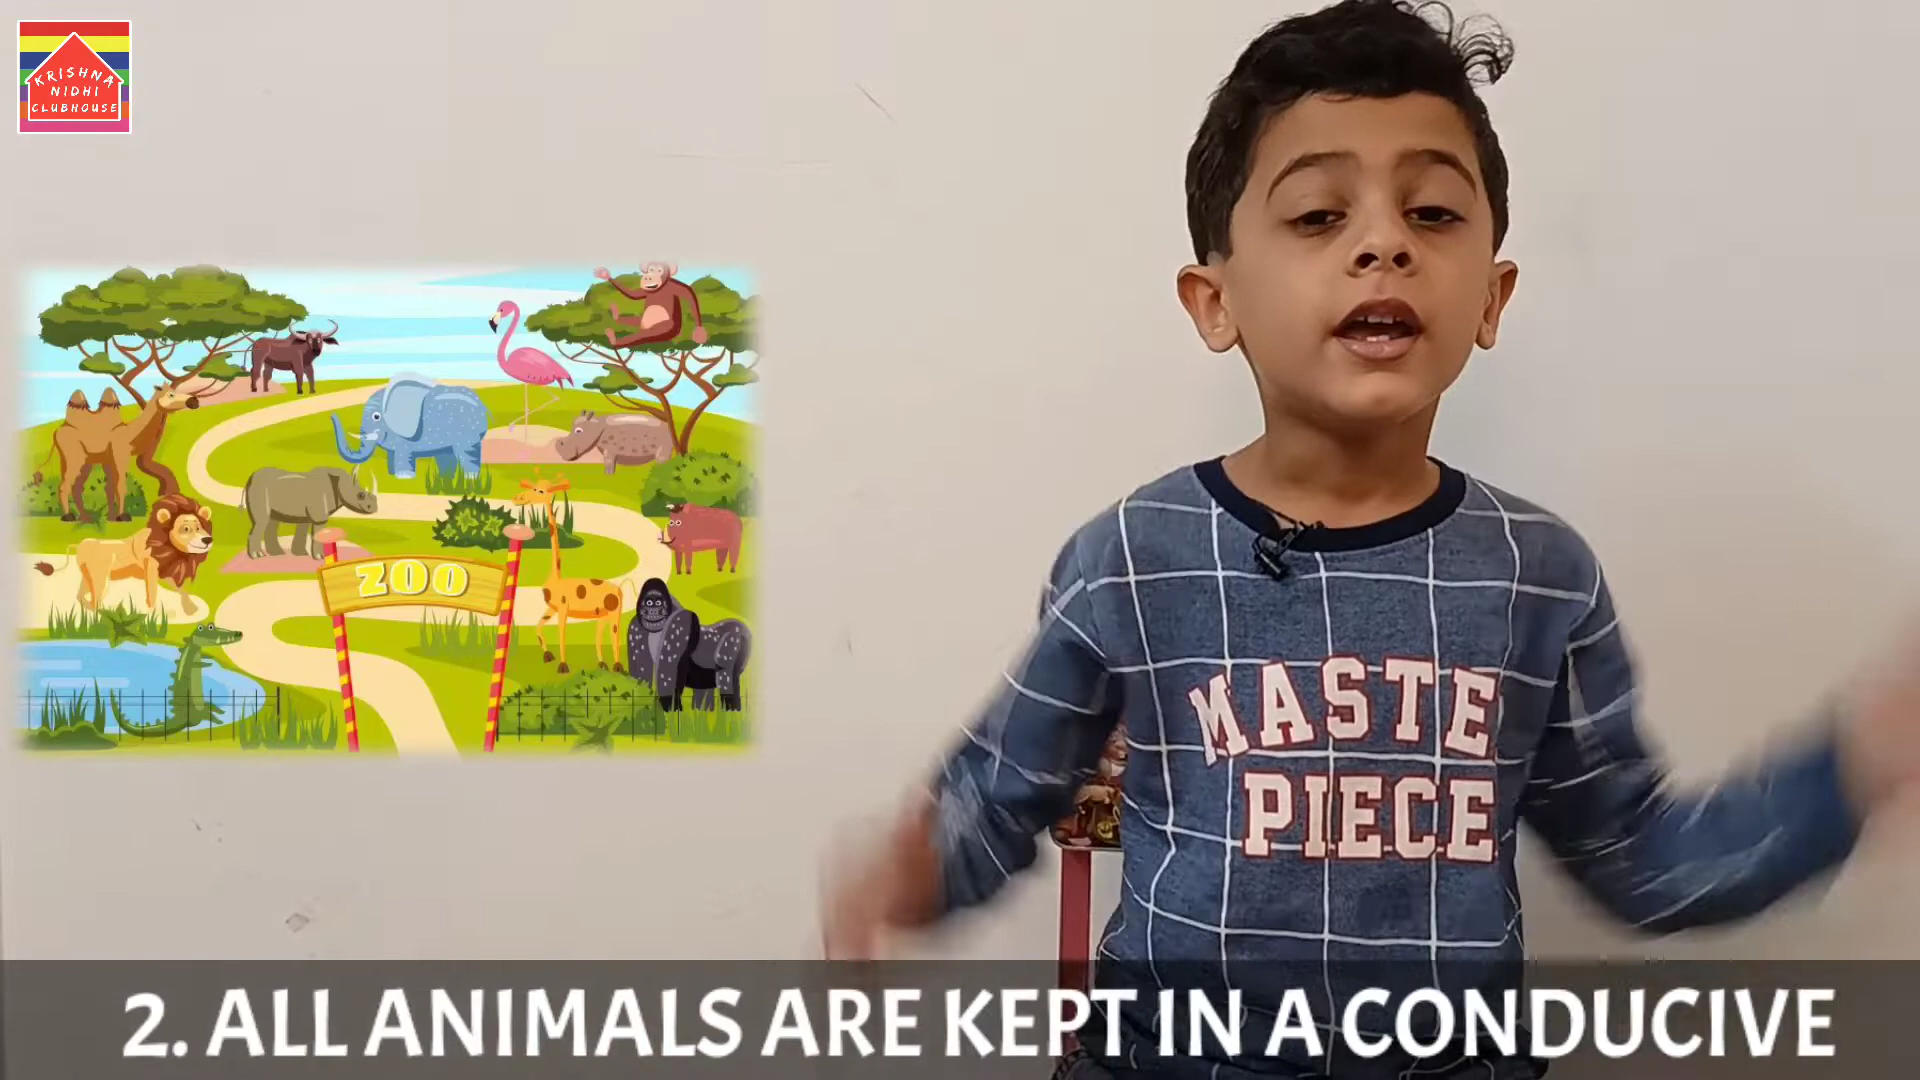 KRISHNA
NIDHI
CLUBHOUSE
ZOO
MASTE
PIECE
2. ALL ANIMALS ARE KEPT IN A CONDUCIVE